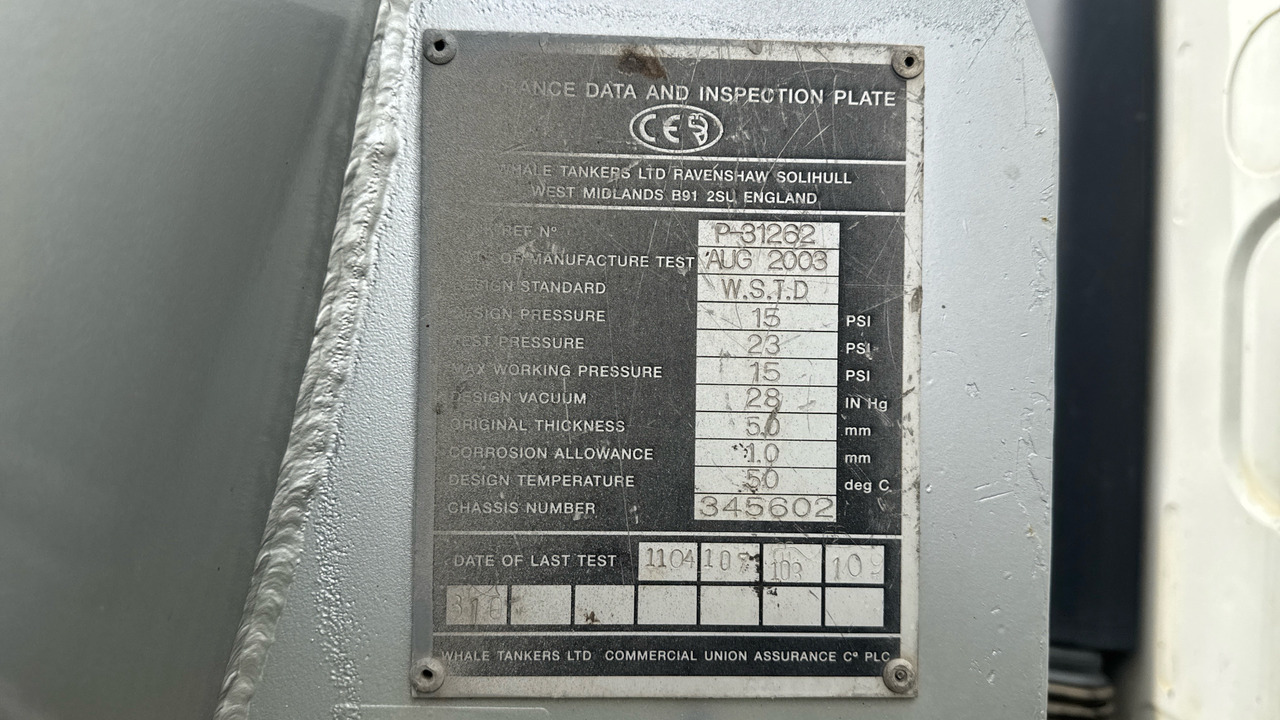 DATA AND INSPECTION PLATE
CE
WHALE TANKERS LTD RAVENSHAW SOLIHULL
WEST MIDLANDS B91 2SU ENGLAND
REF Nº P-31262
OF MANUFACTURE TEST AUG 2003
DESIGN STANDARD W.S.T.D
DESIGN PRESSURE 15 PSI
TEST PRESSURE 23 PSI
MAX WORKING PRESSURE 15 PSI
DESIGN VACUUM 28 IN Hg
ORIGINAL THICKNESS 5.0 mm
CORROSION ALLOWANCE 1.0 mm
DESIGN TEMPERATURE 50 deg C
CHASSIS NUMBER 345602
DATE OF LAST TEST 1104
WHALE TANKERS LTD COMMERCIAL UNION ASSURANCE Cº PLC